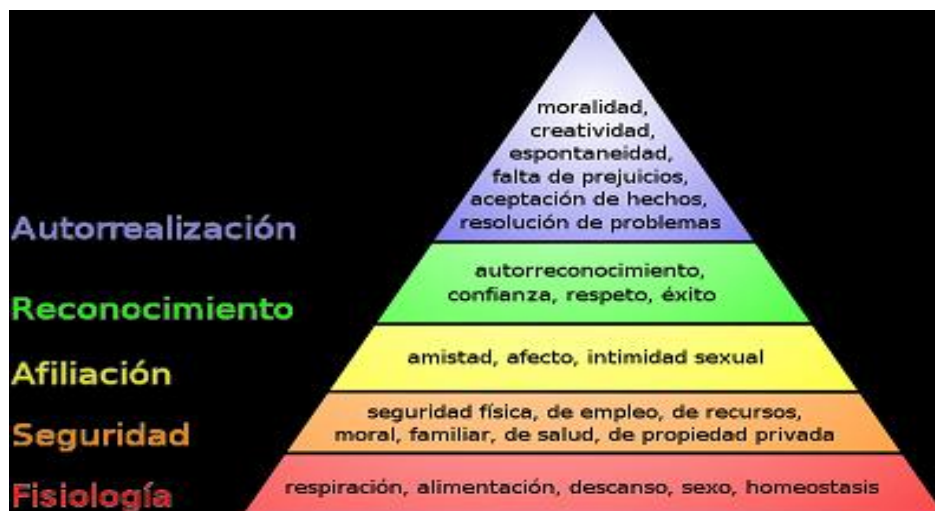 moralidad,
creatividad,
espontaneidad,
falta de prejuicios,
aceptación de hechos,
resolución de problemas
Autorrealización
autorreconocimiento,
confianza, respeto, éxito
Reconocimiento
amistad, afecto, intimidad sexual
Afiliación
seguridad física, de empleo, de recursos,
moral, familiar, de salud, de propiedad privada
Seguridad
respiración, alimentación, descanso, sexo, homeostasis
Fisiología